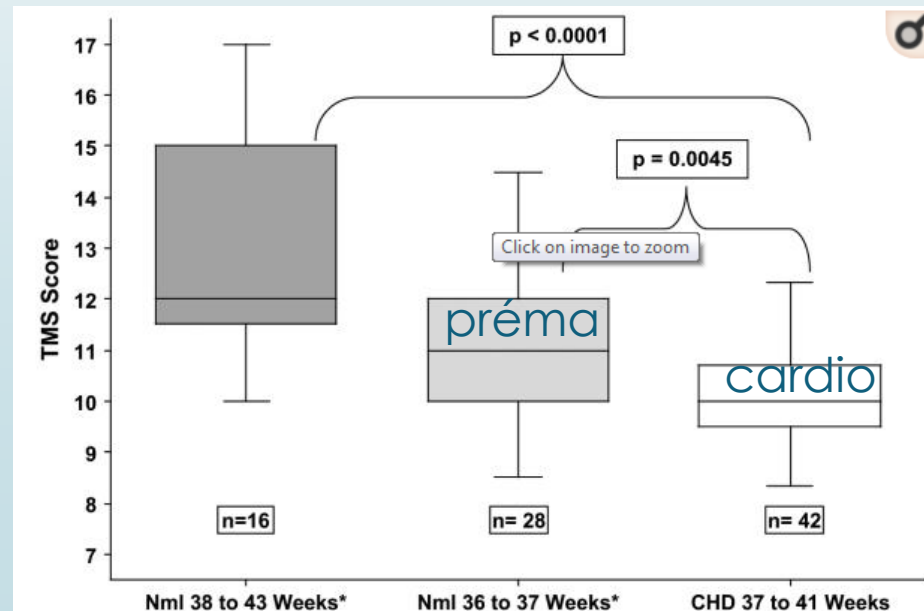 p < 0.0001
p = 0.0045
Click on image to zoom
TMS Score
17
16
15
14
13
12
11
10
9
8
7
préma
cardio
n=16
n= 28
n= 42
Nml 38 to 43 Weeks*
Nml 36 to 37 Weeks*
CHD 37 to 41 Weeks